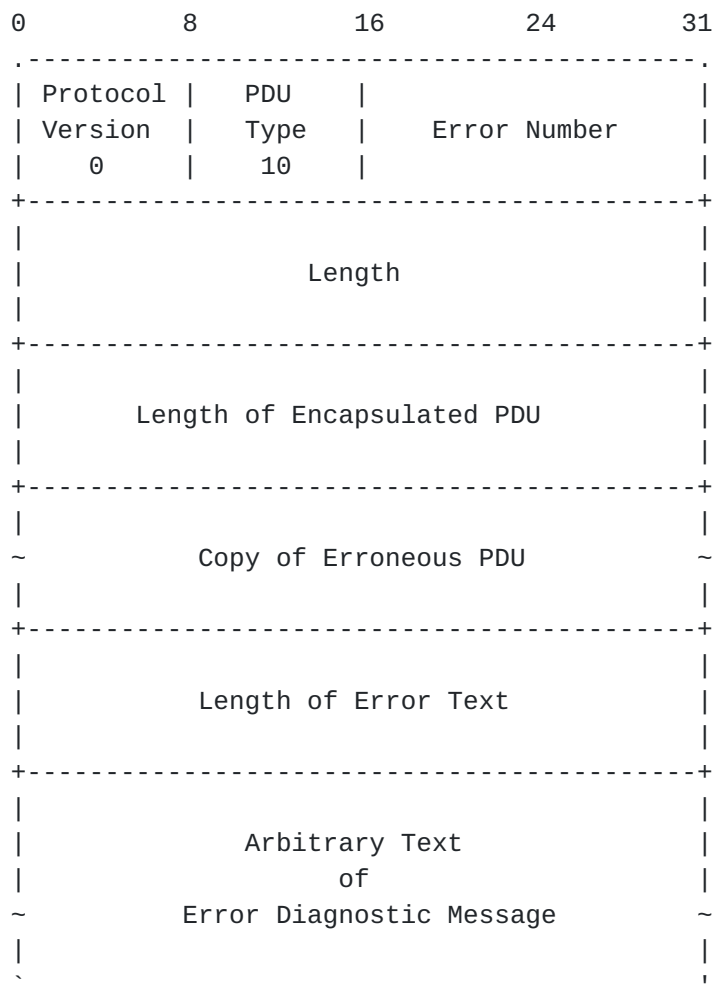 0          8          16         24        31
.-------------------------------------------.
| Protocol |   PDU    |                     |
| Version  |   Type   |    Error Number     |
|    0     |    10    |                     |
+-------------------------------------------+
|                                           |
|                  Length                   |
|                                           |
+-------------------------------------------+
|                                           |
|       Length of Encapsulated PDU          |
|                                           |
+-------------------------------------------+
|                                           |
~           Copy of Erroneous PDU           ~
|                                           |
+-------------------------------------------+
|                                           |
|           Length of Error Text            |
|                                           |
+-------------------------------------------+
|                                           |
|              Arbitrary Text               |
|                    of                     |
~          Error Diagnostic Message         ~
|                                           |
`                                           '